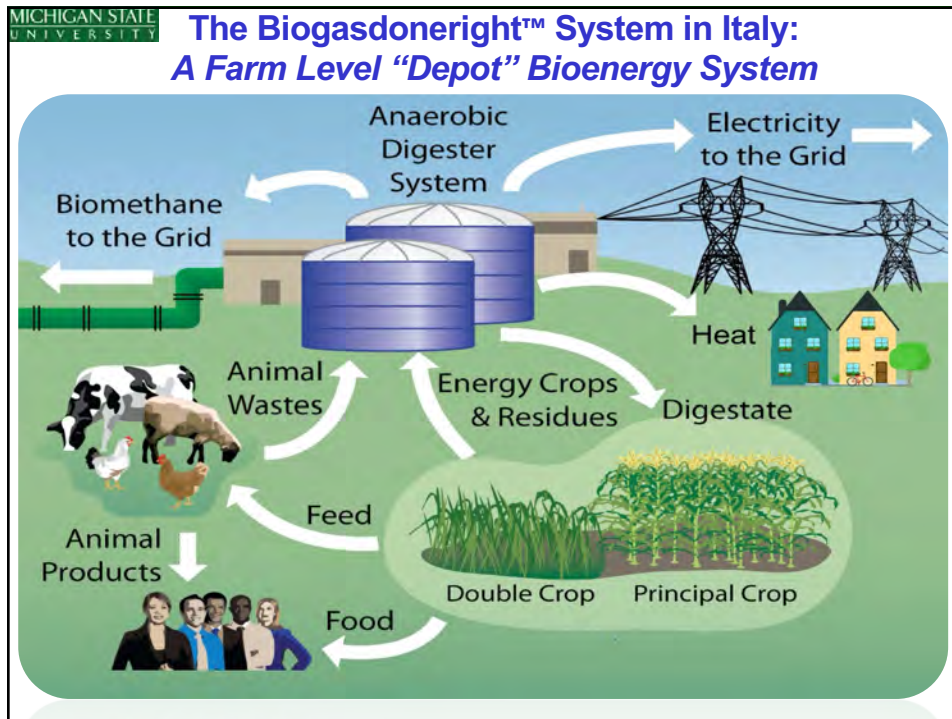 MICHIGAN STATE
UNIVERSITY
The Biogasdoneright™ System in Italy:
A Farm Level “Depot” Bioenergy System
Anaerobic
Digester
System
Electricity
to the Grid
Biomethane
to the Grid
Heat
Animal
Wastes
Energy Crops
& Residues
Digestate
Feed
Animal
Products
Double Crop
Principal Crop
Food